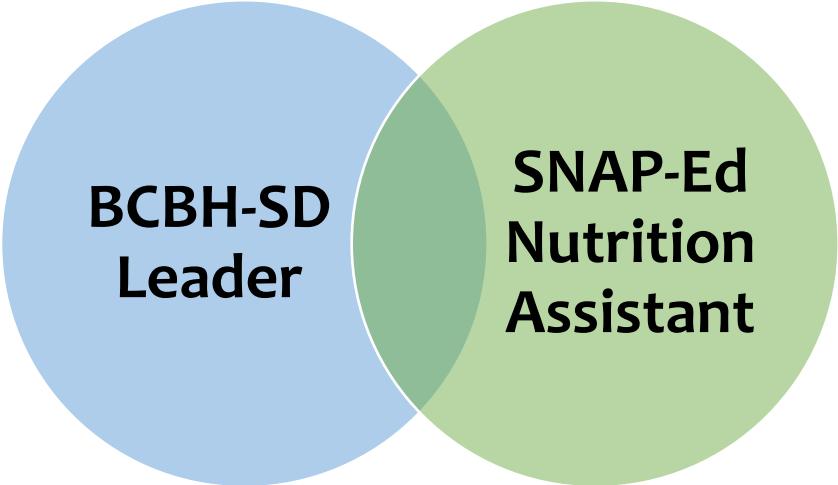 BCBH-SD
Leader
SNAP-Ed
Nutrition
Assistant